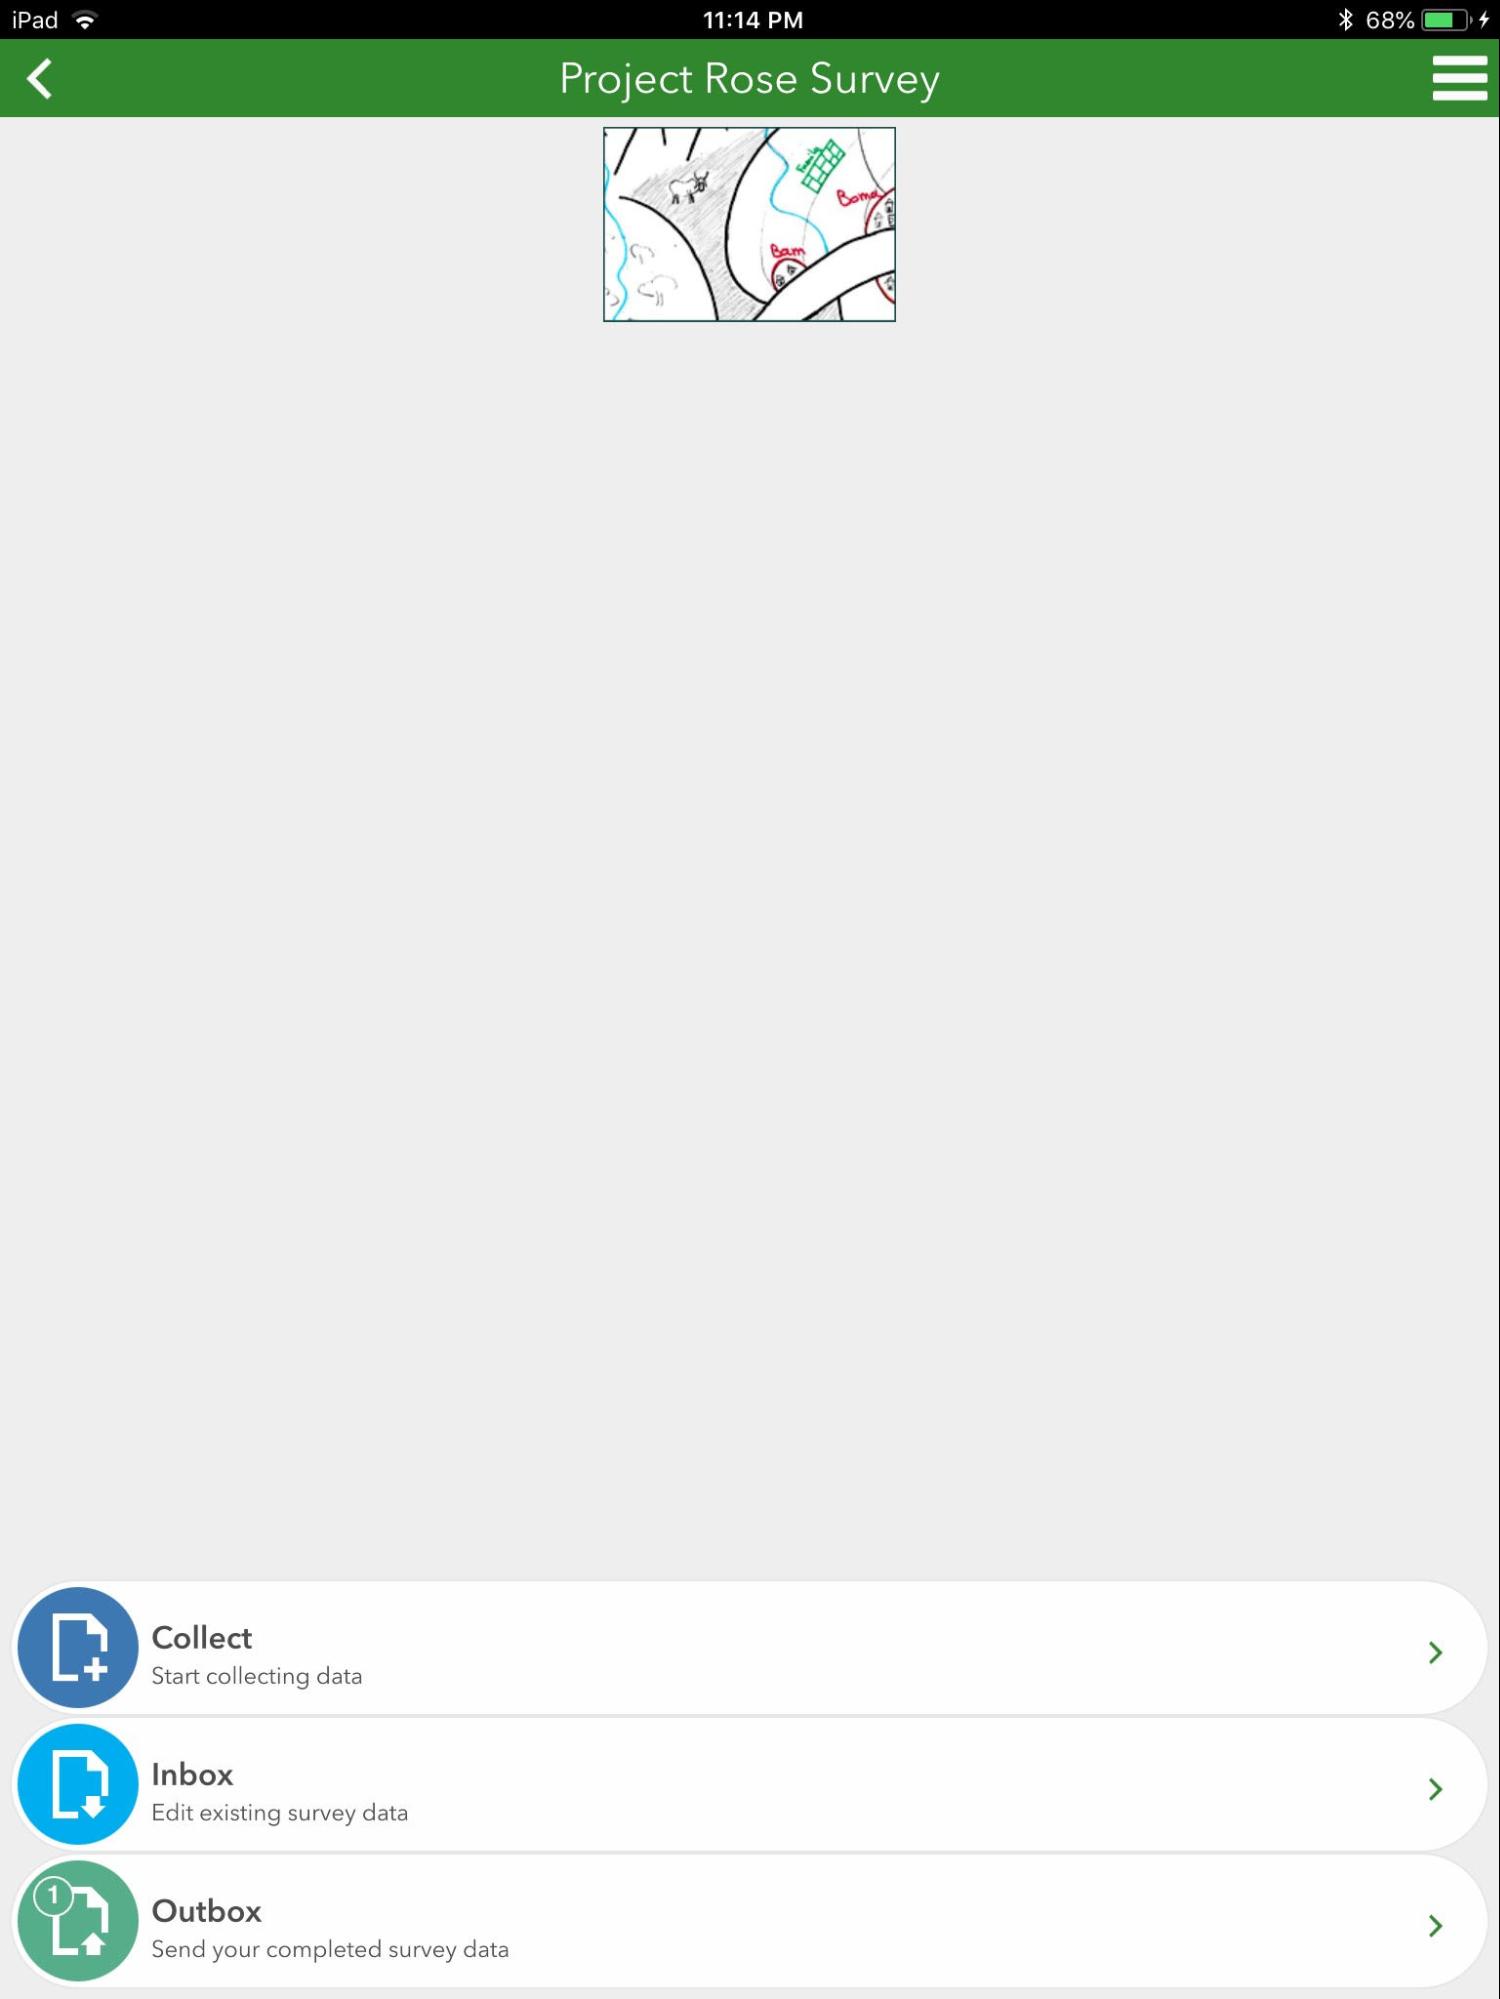 iPad
11:14 PM
68%
Project Rose Survey
Boma
Bam
Collect
Start collecting data
Inbox
Edit existing survey data
1
Outbox
Send your completed survey data